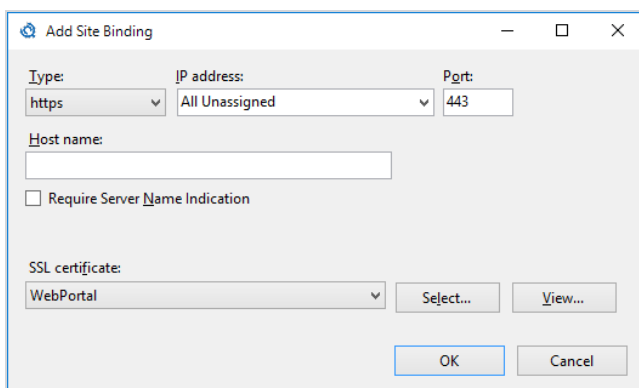 Add Site Binding
Type: IP address: Port:
https All Unassigned 443
Host name:
Require Server Name Indication
SSL certificate:
WebPortal Select... View...
OK Cancel